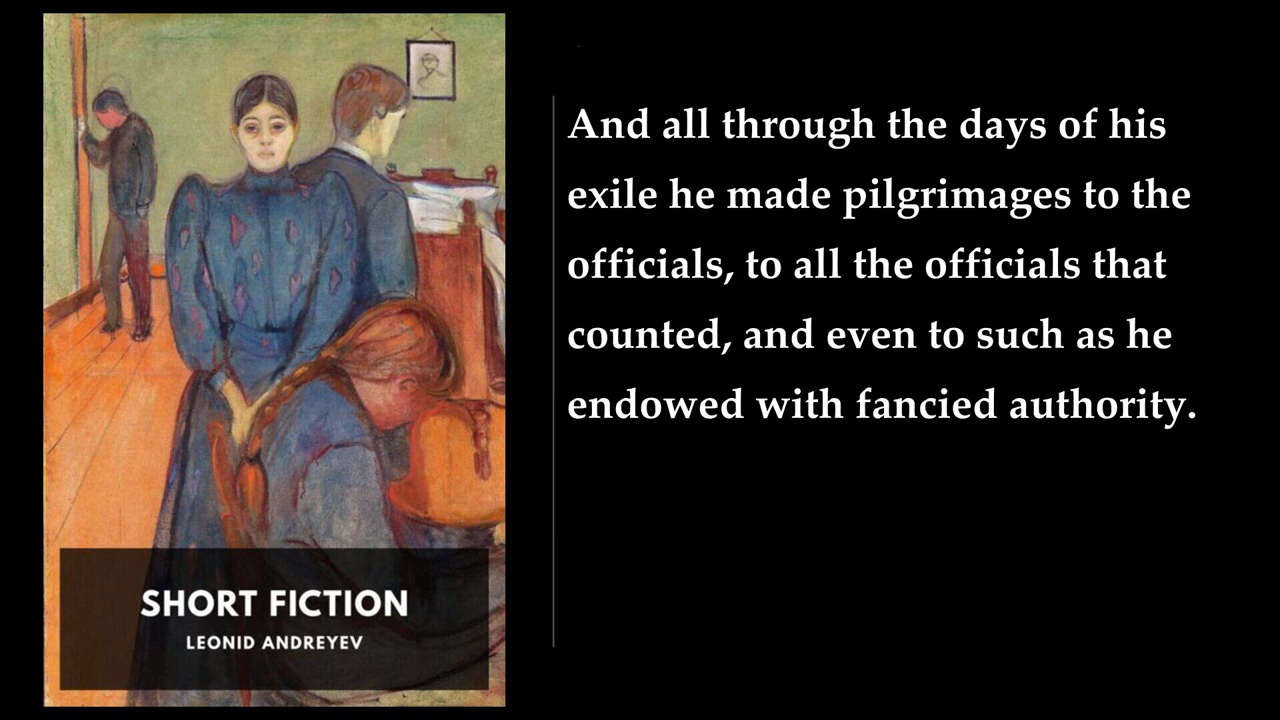 SHORT FICTION
LEONID ANDREYEV
And all through the days of his
exile he made pilgrimages to the
officials, to all the officials that
counted, and even to such as he
endowed with fancied authority.